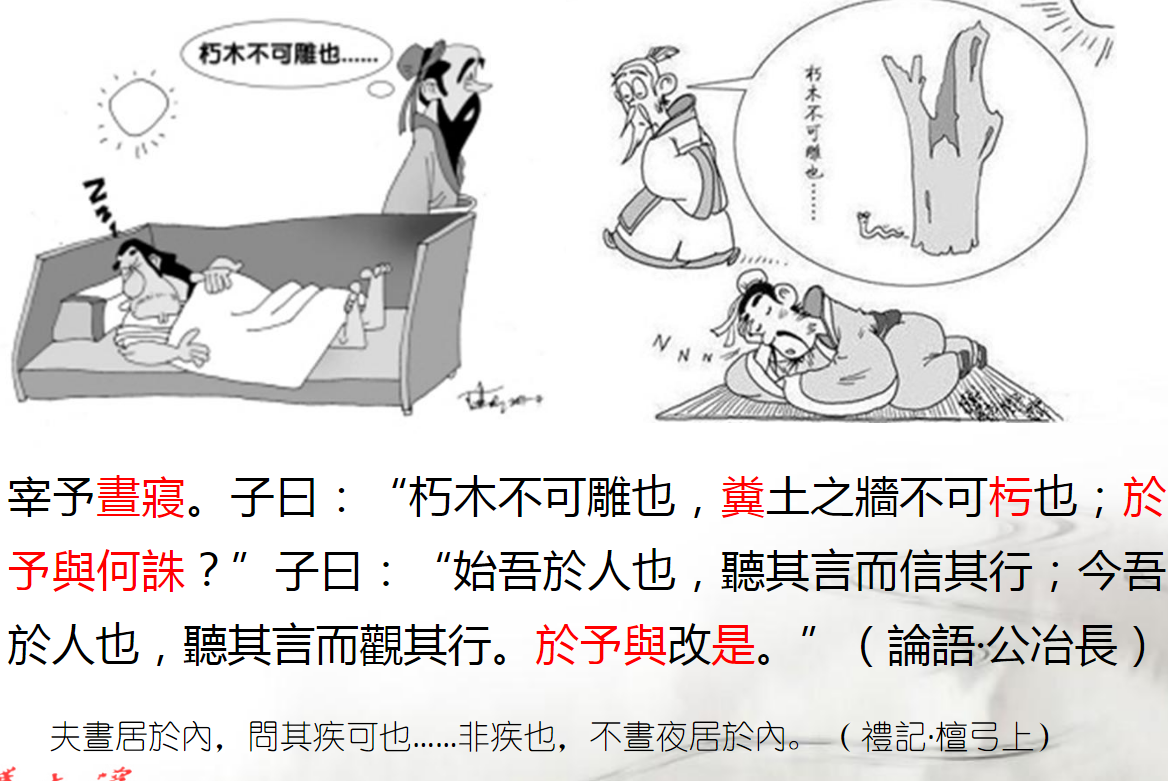 朽木不可雕也......
朽木不可雕也......
Zzz
NNN
宰予晝寢。子曰：“朽木不可雕也，糞土之牆不可杇也；於
予與何誅？”子曰：“始吾於人也，聽其言而信其行；今吾
於人也，聽其言而觀其行。於予與改是。”（論語·公冶長）
夫晝居於內，問其疾可也……非疾也，不晝夜居於內。（禮記·檀弓上）